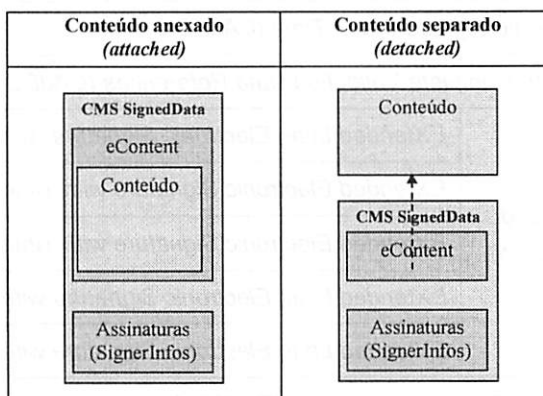 Conteúdo anexado
(attached)
Conteúdo separado
(detached)
CMS SignedData
eContent
Conteúdo
Assinaturas
(SignerInfos)
Conteúdo
CMS SignedData
eContent
Assinaturas
(SignerInfos)